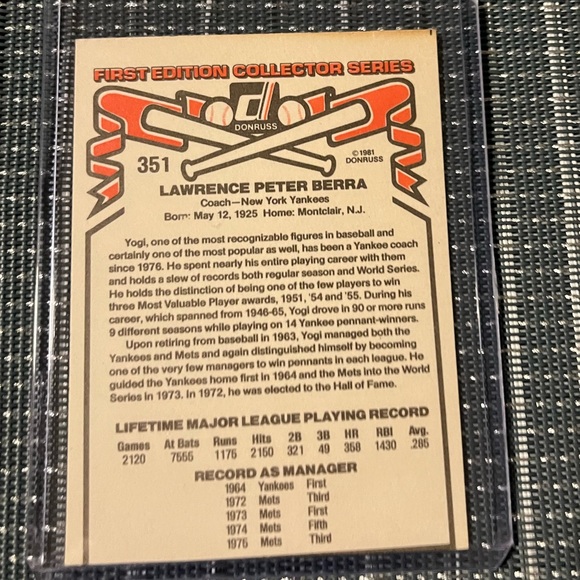 FIRST EDITION COLLECTOR SERIES
DONRUSS
351
© 1981
DONRUSS
LAWRENCE PETER BERRA
Coach—New York Yankees
Born: May 12, 1925 Home: Montclair, N.J.
Yogi, one of the most recognizable figures in baseball and
certainly one of the most popular as well, has been a Yankee coach
since 1976. He spent nearly his entire playing career with them
and holds a slew of records both regular season and World Series.
He holds the distinction of being one of the few players to win
three Most Valuable Player awards, 1951, '54 and '55. During his
career, which spanned from 1946-65, Yogi drove in 90 or more runs
9 different seasons while playing on 14 Yankee pennant-winners.
Upon retiring from baseball in 1963, Yogi managed both the
Yankees and Mets and again distinguished himself by becoming
one of the very few managers to win pennants in each league. He
guided the Yankees home first in 1964 and the Mets into the World
Series in 1973. In 1972, he was elected to the Hall of Fame.
LIFETIME MAJOR LEAGUE PLAYING RECORD
Games At Bats Runs Hits 2B 3B HR RBI Avg.
2120 7555 1175 2150 321 49 358 1430 .285
RECORD AS MANAGER
1964 Yankees First
1972 Mets Third
1973 Mets First
1974 Mets Fifth
1975 Mets Third